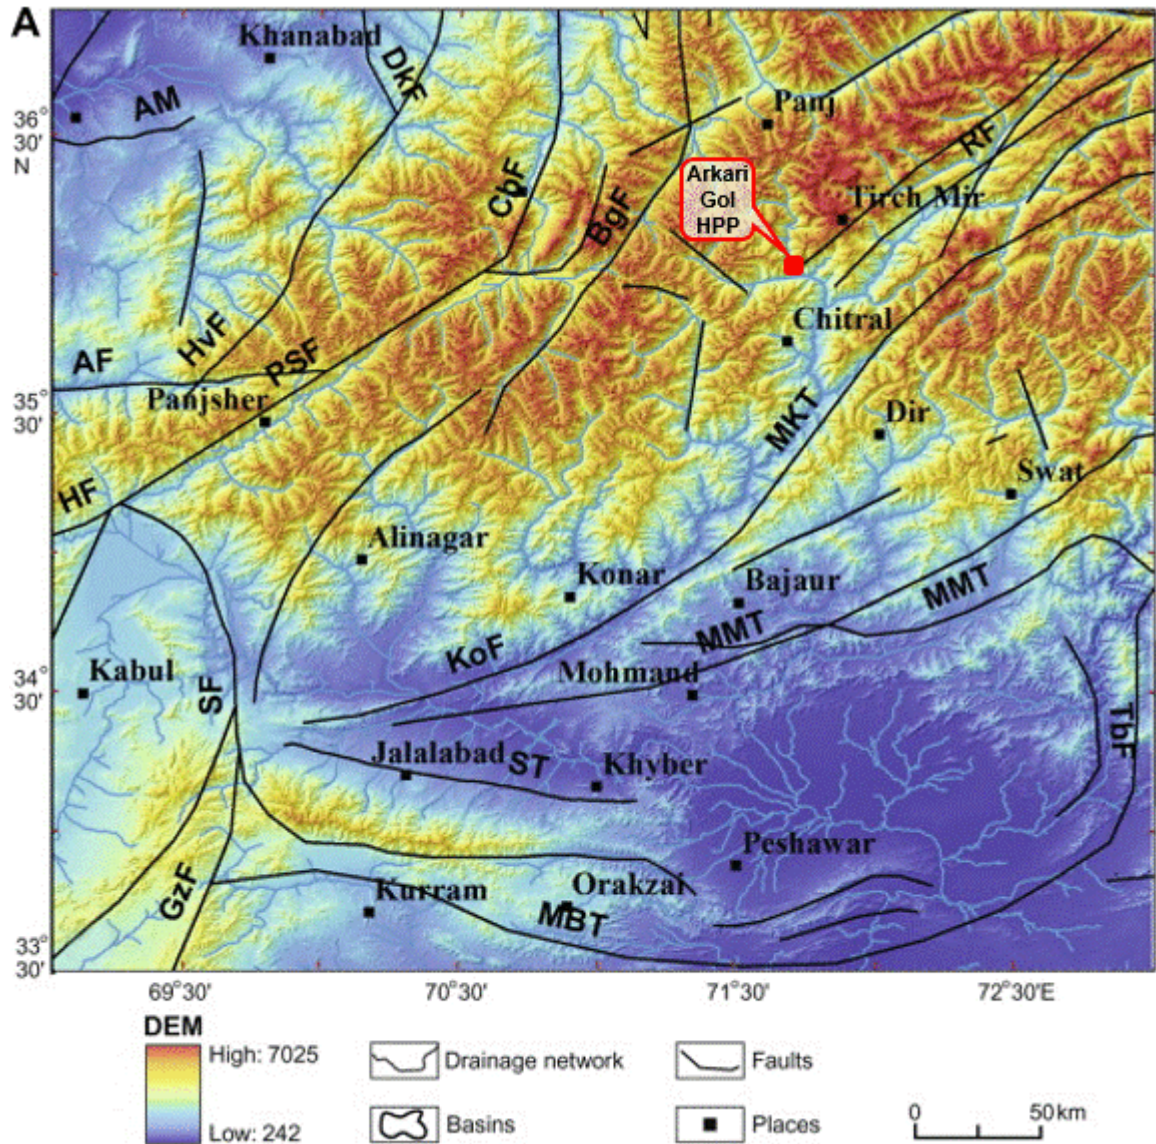 A
Khanabad
DkF
AM
Panj
36°
30'
N
RF
CbF
BgF
Arkari
Gol
HPP
Tirch Mir
HvF
Chitral
AF
PSF
Panjsher
35°
30'
MKT
Dir
HF
Swat
Alinagar
Konar
Bajaur
MMT
MMT
KoF
Mohmand
34°
30'
Kabul
SF
TbF
Jalalabad
ST
Khyber
Peshawar
GzF
Kurram
Orakzai
MBT
33°
30'
69°30'
70°30'
71°30'
72°30'E
DEM
High: 7025
Low: 242
Drainage network
Basins
Faults
Places
0
50 km